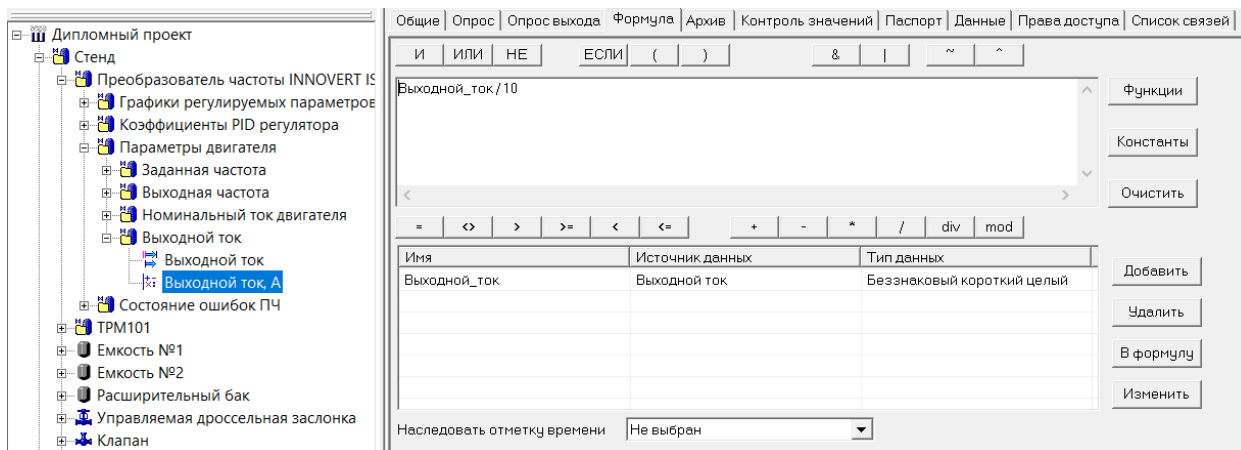 Дипломный проект
Стенд
Преобразователь частоты INNOVERT IS
Графики регулируемых параметров
Коэффициенты PID регулятора
Параметры двигателя
Заданная частота
Выходная частота
Номинальный ток двигателя
Выходной ток
Выходной ток
Выходной ток, А
Состояние ошибок ПЧ
ТРМ101
Емкость №1
Емкость №2
Расширительный бак
Управляемая дроссельная заслонка
Клапан
Общие Опрос Опрос выхода Формула Архив Контроль значений Паспорт Данные Права доступа Список связей
И ИЛИ НЕ ЕСЛИ ( ) & | ~ ^
Выходной_ток/10
Функции
Константы
Очистить
= <> > >= < <= + - * / div mod
Имя Источник данных Тип данных
Выходной_ток Выходной ток Беззнаковый короткий целый
Добавить
Удалить
В формулу
Изменить
Наследовать отметку времени Не выбран